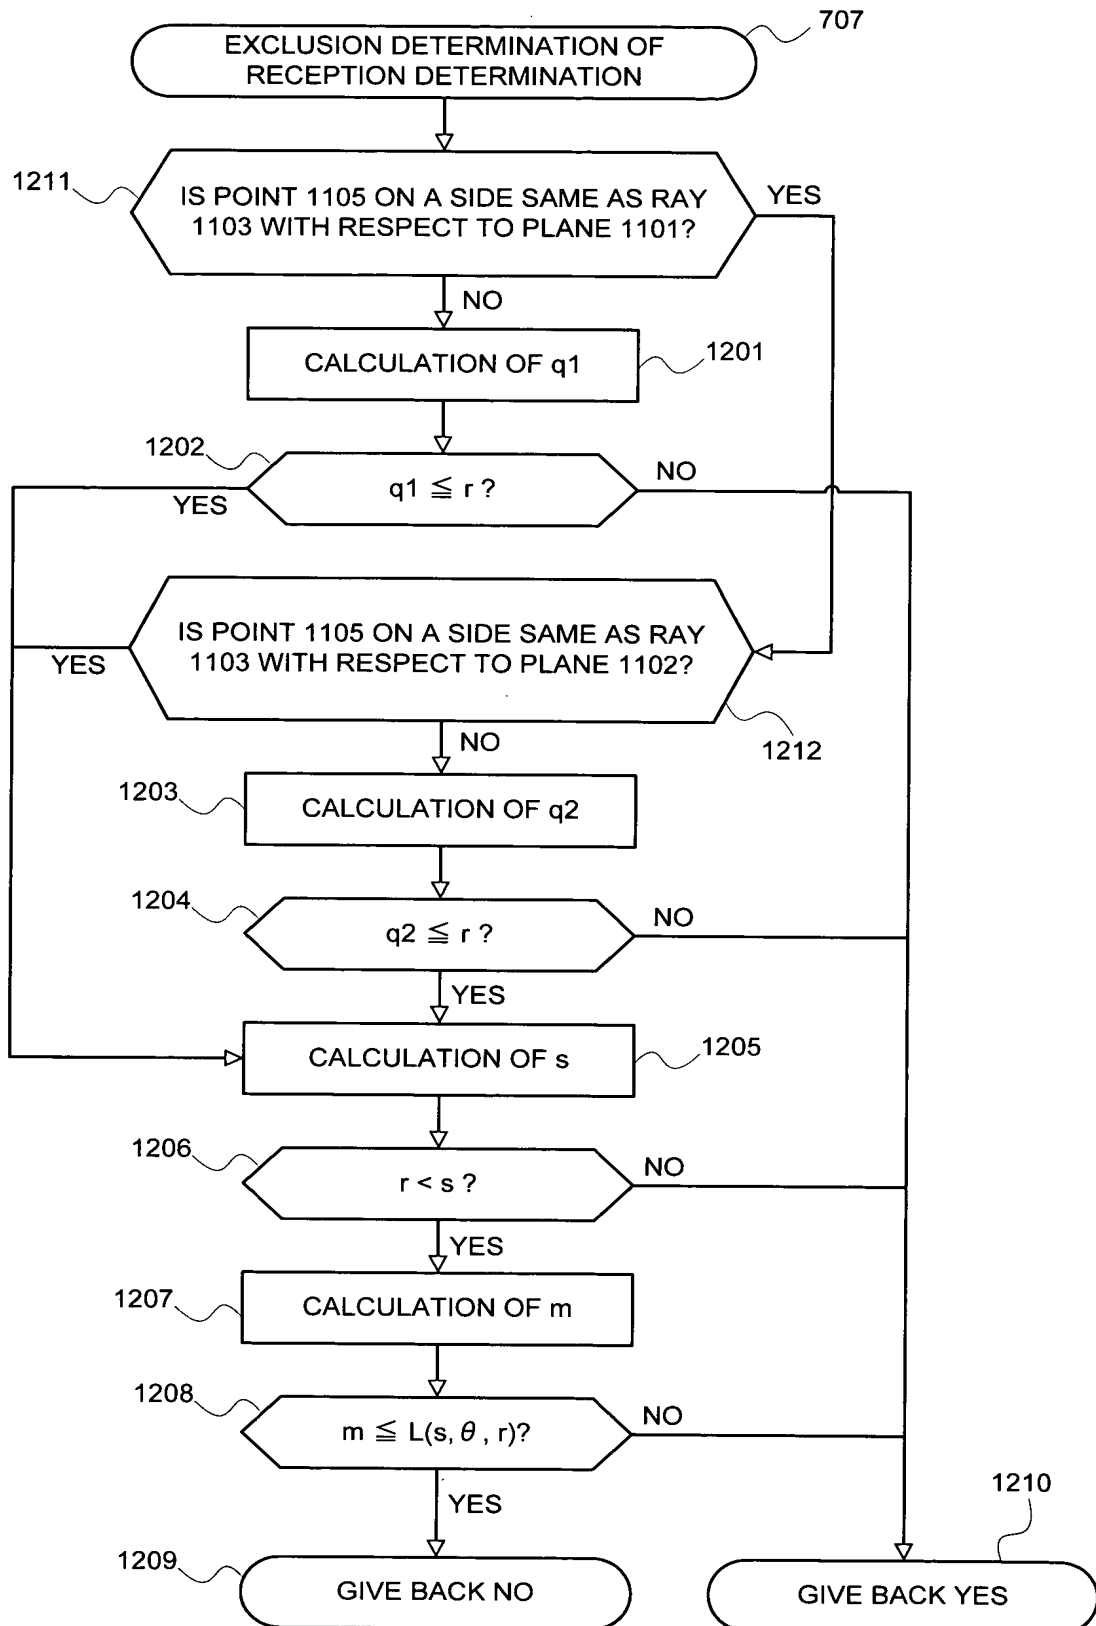 707
EXCLUSION DETERMINATION OF
RECEPTION DETERMINATION
1211
IS POINT 1105 ON A SIDE SAME AS RAY
1103 WITH RESPECT TO PLANE 1101?
YES
NO
CALCULATION OF q1
1201
1202
q1 ≦ r ?
NO
YES
IS POINT 1105 ON A SIDE SAME AS RAY
1103 WITH RESPECT TO PLANE 1102?
YES
1212
NO
1203
CALCULATION OF q2
1204
q2 ≦ r ?
NO
YES
CALCULATION OF s
1205
1206
r < s ?
NO
YES
1207
CALCULATION OF m
1208
m ≦ L(s, θ , r)?
NO
YES
1210
1209
GIVE BACK NO
GIVE BACK YES